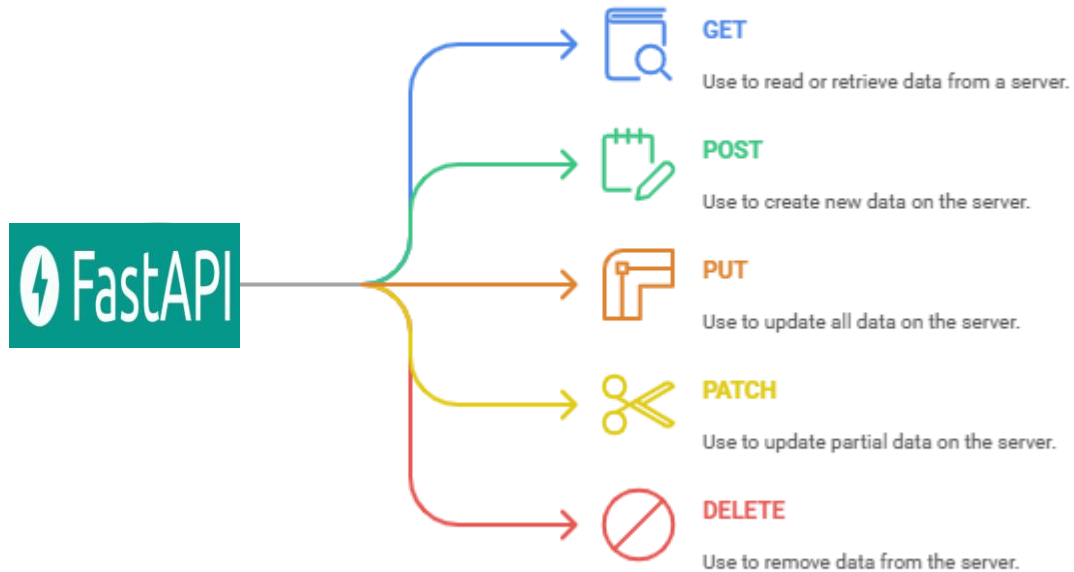 GET
Use to read or retrieve data from a server.
POST
Use to create new data on the server.
FastAPI
PUT
Use to update all data on the server.
PATCH
Use to update partial data on the server.
DELETE
Use to remove data from the server.